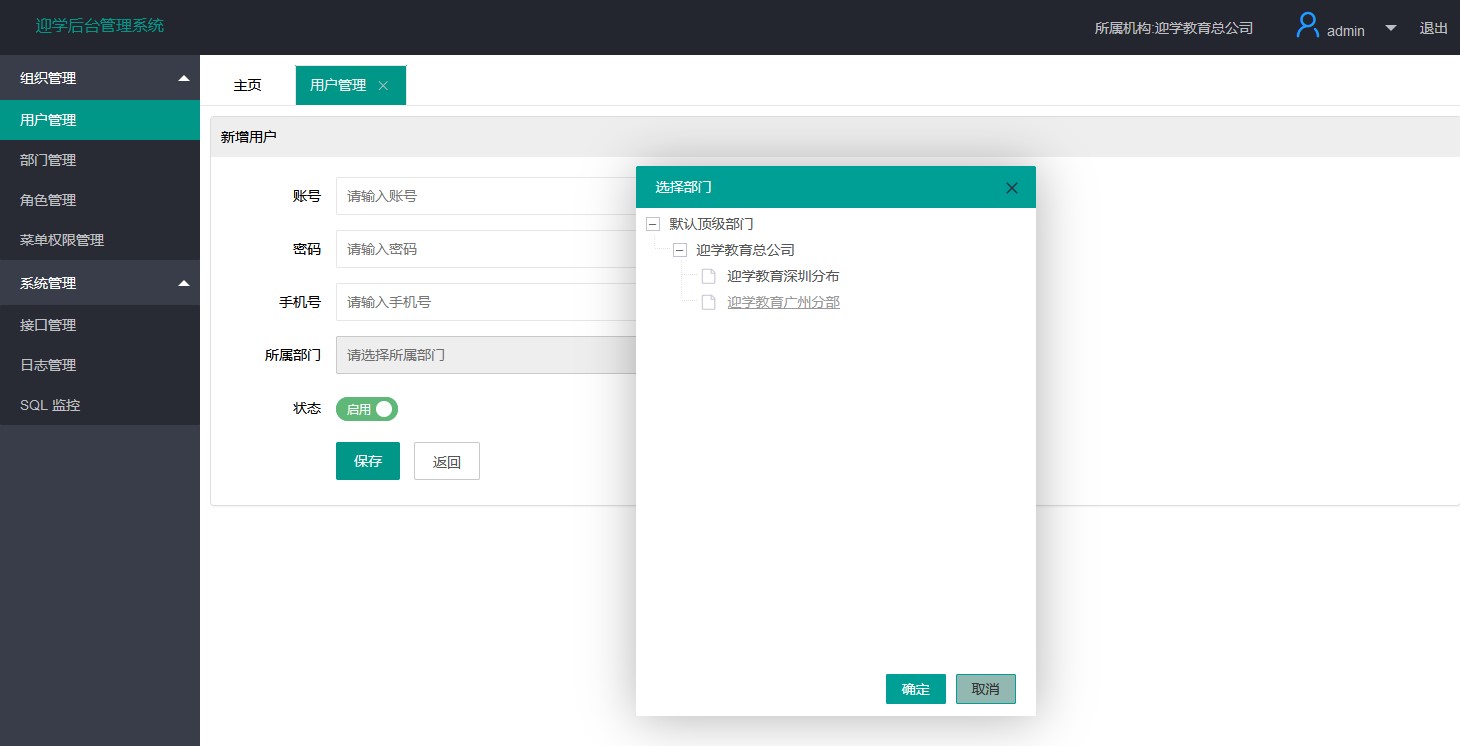 迎学后台管理系统
所属机构:迎学教育总公司
admin
退出
组织管理
用户管理
部门管理
角色管理
菜单权限管理
系统管理
接口管理
日志管理
SQL 监控
主页
用户管理
新增用户
账号
请输入账号
密码
请输入密码
手机号
请输入手机号
所属部门
请选择所属部门
状态
启用
保存
返回
选择部门
默认顶级部门
迎学教育总公司
迎学教育深圳分布
迎学教育广州分部
确定
取消